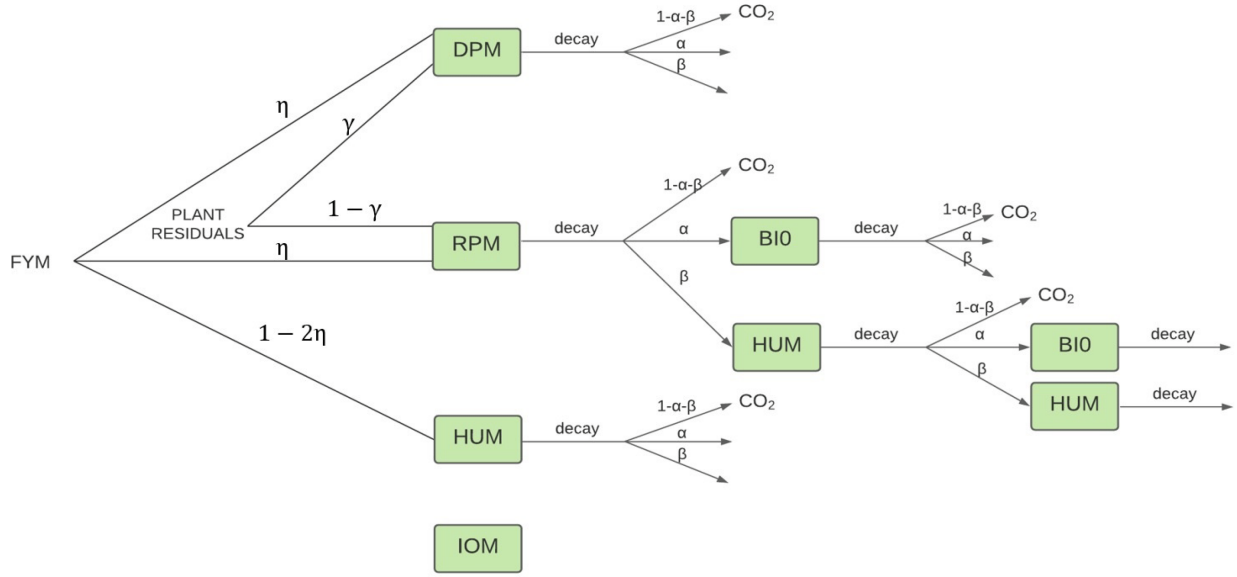 CO₂
1-α-β
DPM
decay
α
β
η
γ
CO₂
1-α-β
PLANT
RESIDUALS
1 − γ
RPM
decay
α
BI0
decay
1-α-β
CO₂
α
β
FYM
η
β
CO₂
1-α-β
1 − 2η
HUM
decay
α
BI0
decay
β
HUM
decay
CO₂
1-α-β
HUM
decay
α
β
IOM